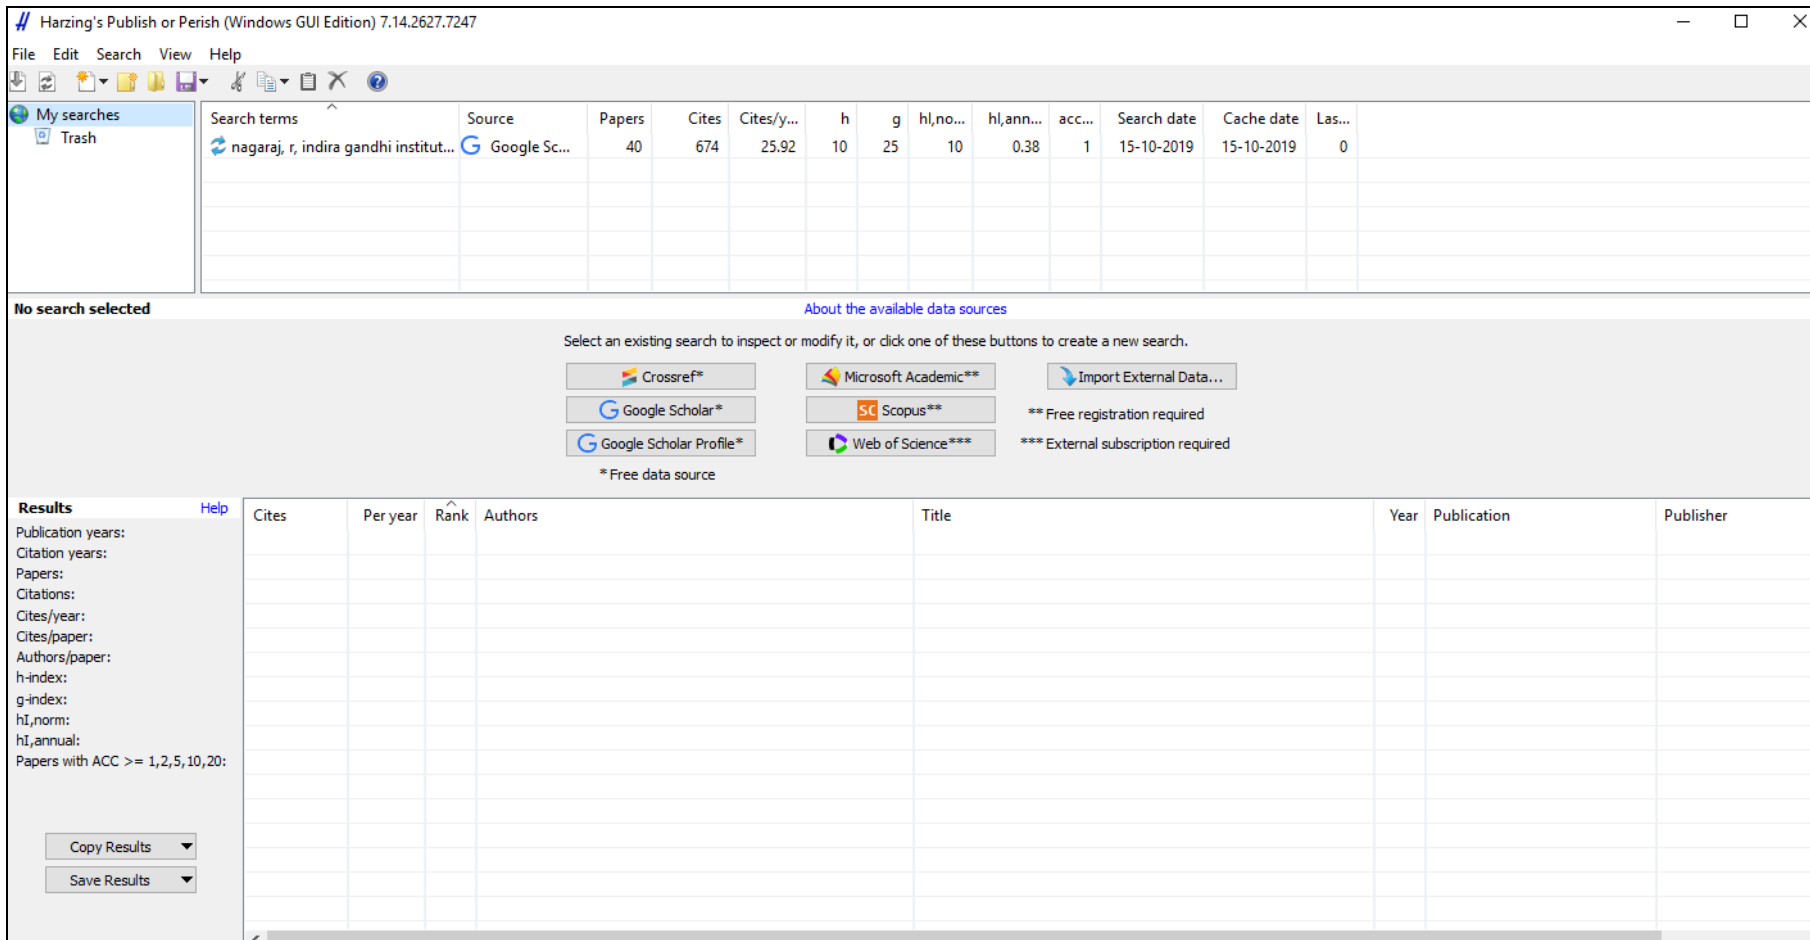 Harzing's Publish or Perish (Windows GUI Edition) 7.14.2627.7247
File Edit Search View Help
My searches
Trash
Search terms Source Papers Cites Cites/y... h g hI,no... hI,ann... acc... Search date Cache date Las...
nagaraj, r, indira gandhi institut... Google Sc... 40 674 25.92 10 25 10 0.38 1 15-10-2019 15-10-2019 0
No search selected About the available data sources
Select an existing search to inspect or modify it, or click one of these buttons to create a new search.
Crossref* Microsoft Academic** Import External Data...
Google Scholar* SC Scopus** ** Free registration required
Google Scholar Profile* Web of Science*** *** External subscription required
* Free data source
Results Help
Cites Per year Rank Authors Title Year Publication Publisher
Publication years:
Citation years:
Papers:
Citations:
Cites/year:
Cites/paper:
Authors/paper:
h-index:
g-index:
hI,norm:
hI,annual:
Papers with ACC >= 1,2,5,10,20:
Copy Results
Save Results